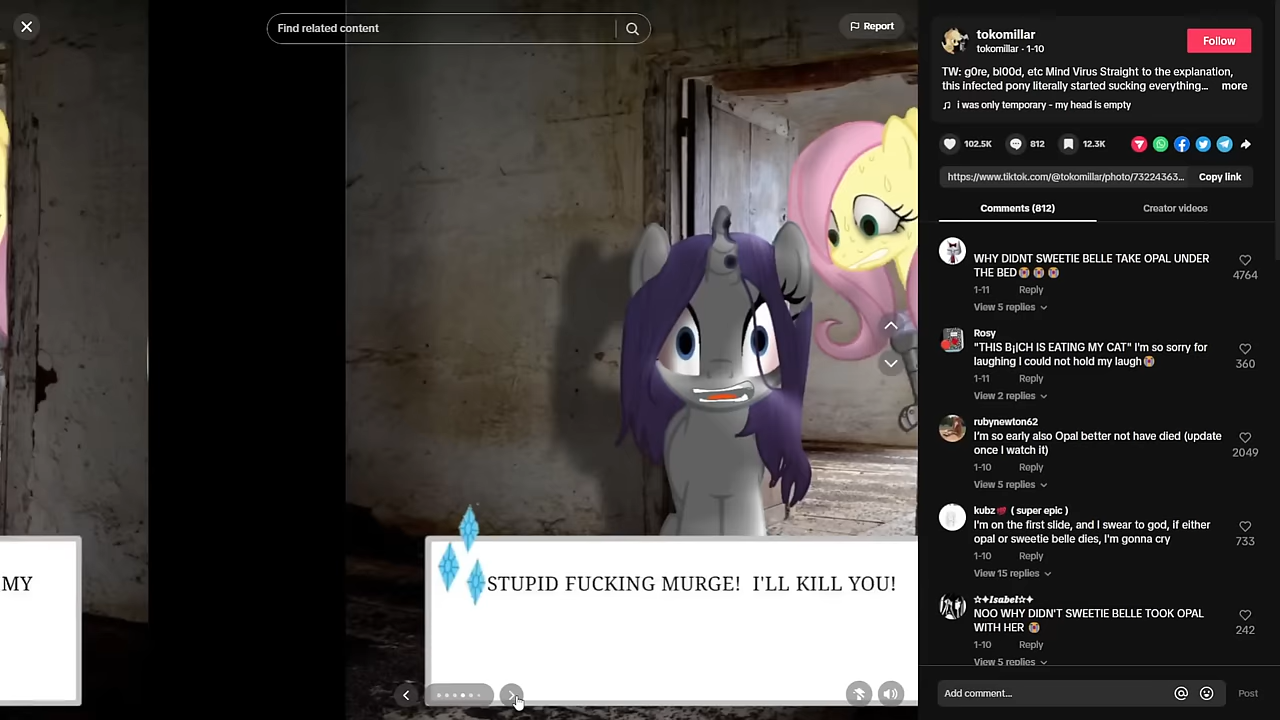 Find related content
Report
tokomillar
tokomillar · 1-10
Follow
TW: g0re, bl00d, etc Mind Virus Straight to the explanation,
this infected pony literally started sucking everything... more
i was only temporary - my head is empty
102.5K
812
12.3K
https://www.tiktok.com/@tokomillar/photo/73224363...
Copy link
Comments (812)
Creator videos
WHY DIDNT SWEETIE BELLE TAKE OPAL UNDER
THE BED😭😭😭
4764
1-11 Reply
View 5 replies
Rosy
"THIS B¡|CH IS EATING MY CAT" I'm so sorry for
laughing I could not hold my laugh😭
360
1-11 Reply
View 2 replies
rubynewton62
I'm so early also Opal better not have died (update
once I watch it)
2049
1-10 Reply
View 5 replies
kubz💗 ( super epic )
I'm on the first slide, and I swear to god, if either
opal or sweetie belle dies, I'm gonna cry
733
1-10 Reply
View 15 replies
☆✦Isabel☆✦
NOO WHY DIDN'T SWEETIE BELLE TOOK OPAL
WITH HER 😭
242
1-10 Reply
View 5 replies
Add comment...
Post
MY
STUPID FUCKING MURGE! I'LL KILL YOU!